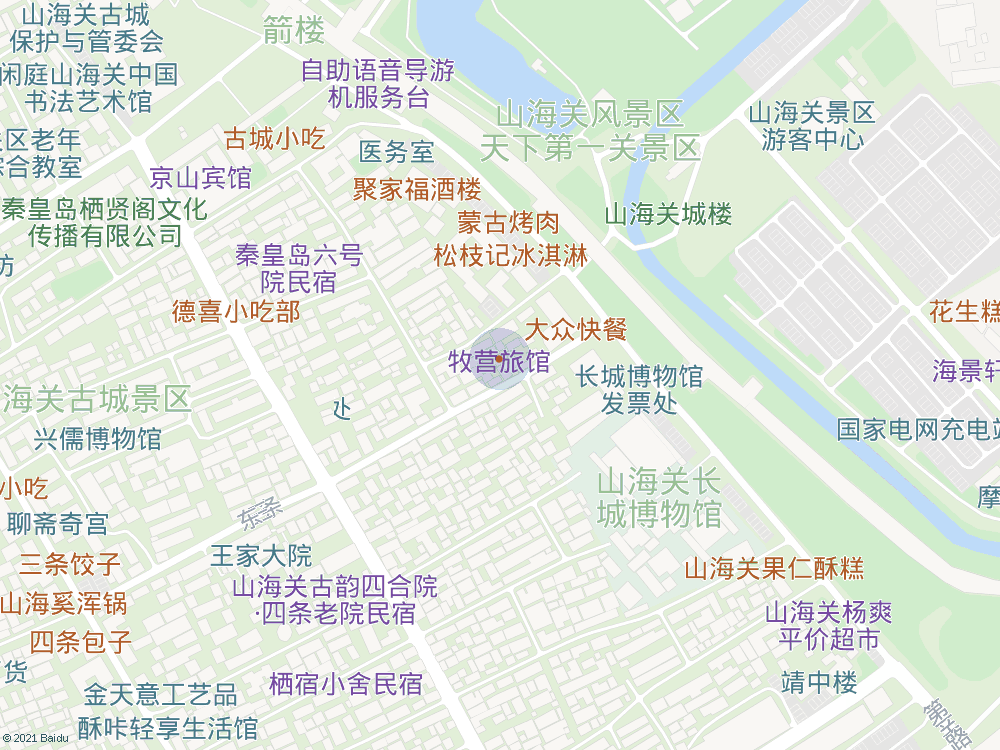 山海关古城
保护与管委会
箭楼
闲庭山海关中国
书法艺术馆
自助语音导游
机服务台
山海关风景区
天下第一关景区
山海关景区
游客中心
区老年
综合教室
古城小吃
医务室
京山宾馆
聚家福酒楼
秦皇岛栖贤阁文化
传播有限公司
蒙古烤肉
山海关城楼
松枝记冰淇淋
秦皇岛六号
院民宿
坊
德喜小吃部
大众快餐
花生糕
牧营旅馆
长城博物馆
发票处
海景轩
海关古城景区
处
兴儒博物馆
国家电网充电站
小吃
山海关长
城博物馆
摩
聊斋奇宫
东条
王家大院
三条饺子
山海关果仁酥糕
山海关古韵四合院
·四条老院民宿
山海奚浑锅
山海关杨爽
平价超市
四条包子
货
栖宿小舍民宿
靖中楼
金天意工艺品
酥咔轻享生活馆
© 2021 Baidu